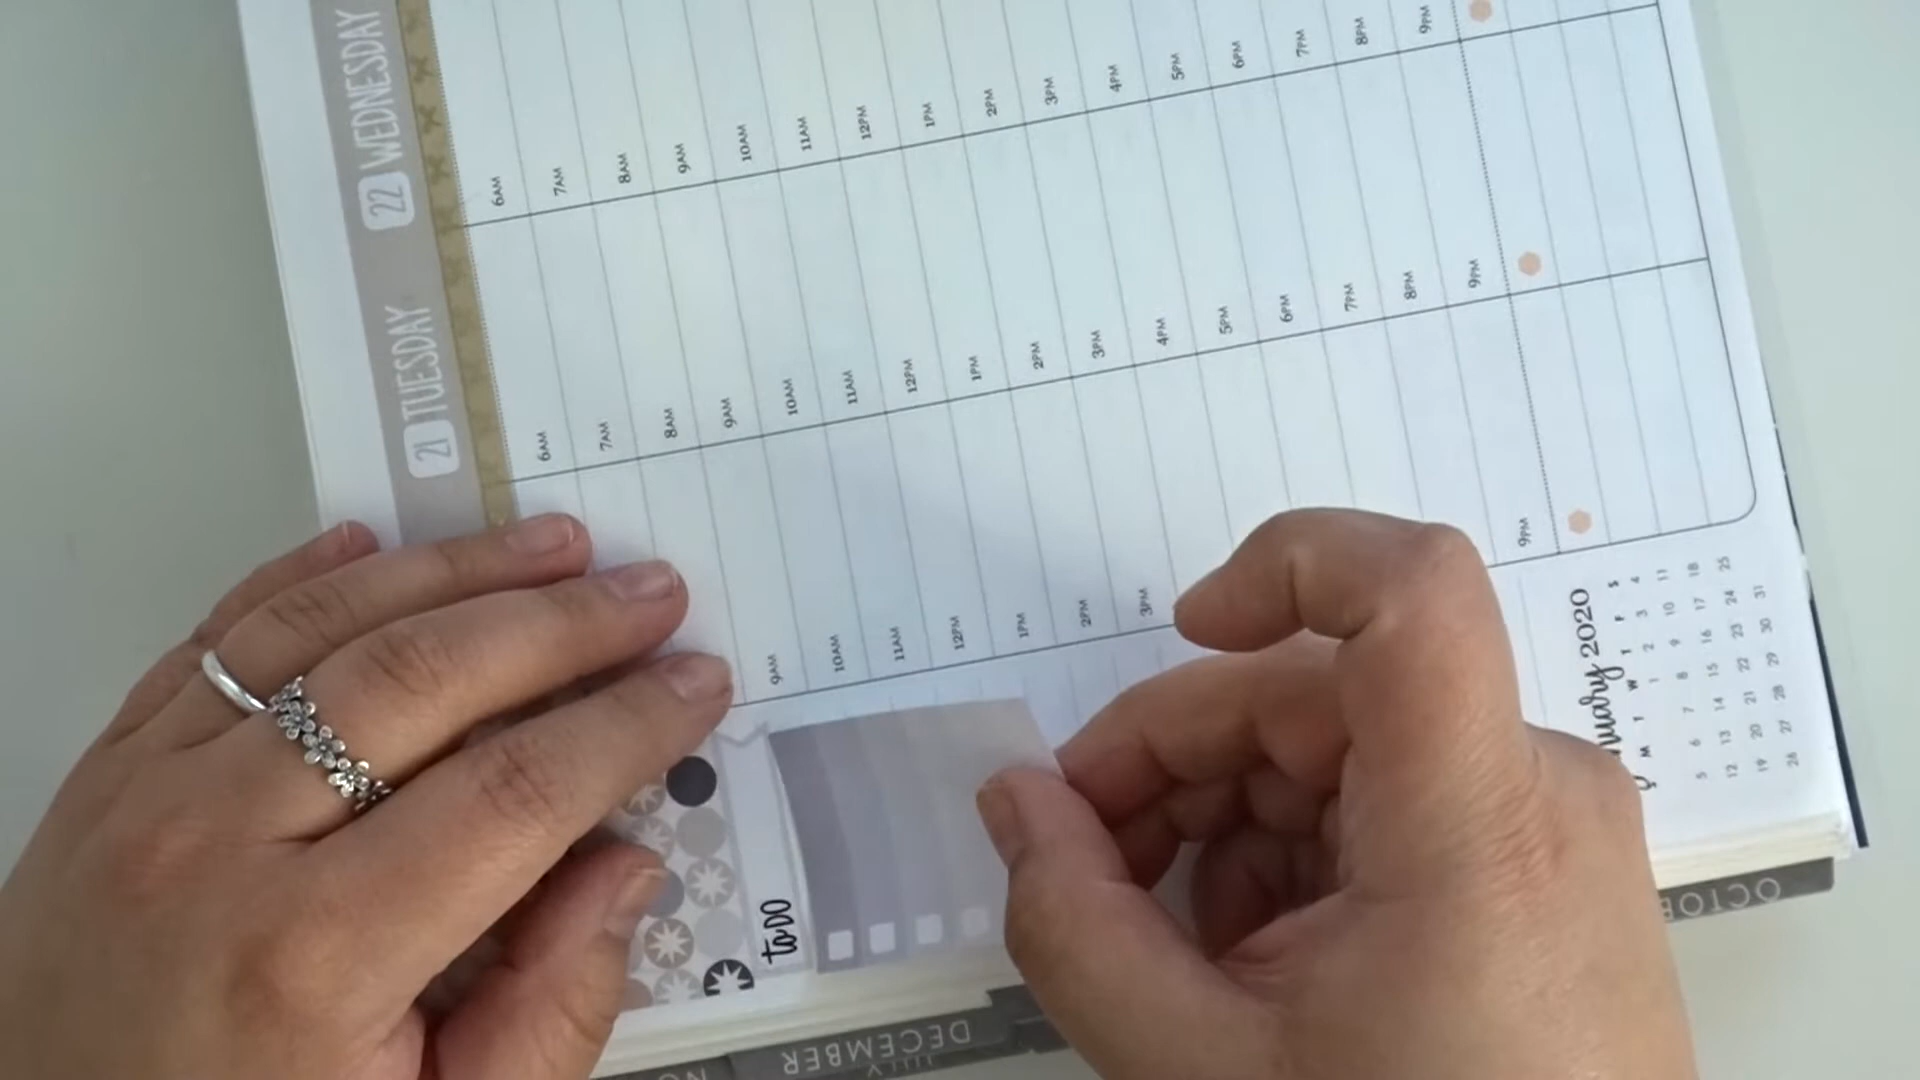 22 WEDNESDAY
6AM
7AM
8AM
9AM
10AM
11AM
12PM
1PM
2PM
3PM
4PM
5PM
6PM
7PM
8PM
9PM
21 TUESDAY
6AM
7AM
8AM
9AM
10AM
11AM
12PM
1PM
2PM
3PM
4PM
5PM
6PM
7PM
8PM
9PM
9AM
10AM
11AM
12PM
1PM
2PM
3PM
9PM
to DO
nuary 2020
S M T W T F S
1 2 3 4
5 6 7 8 9 10 11
12 13 14 15 16 17 18
19 20 21 22 23 24 25
26 27 28 29 30 31
OCTOB
DECEMBER
JULY
NO